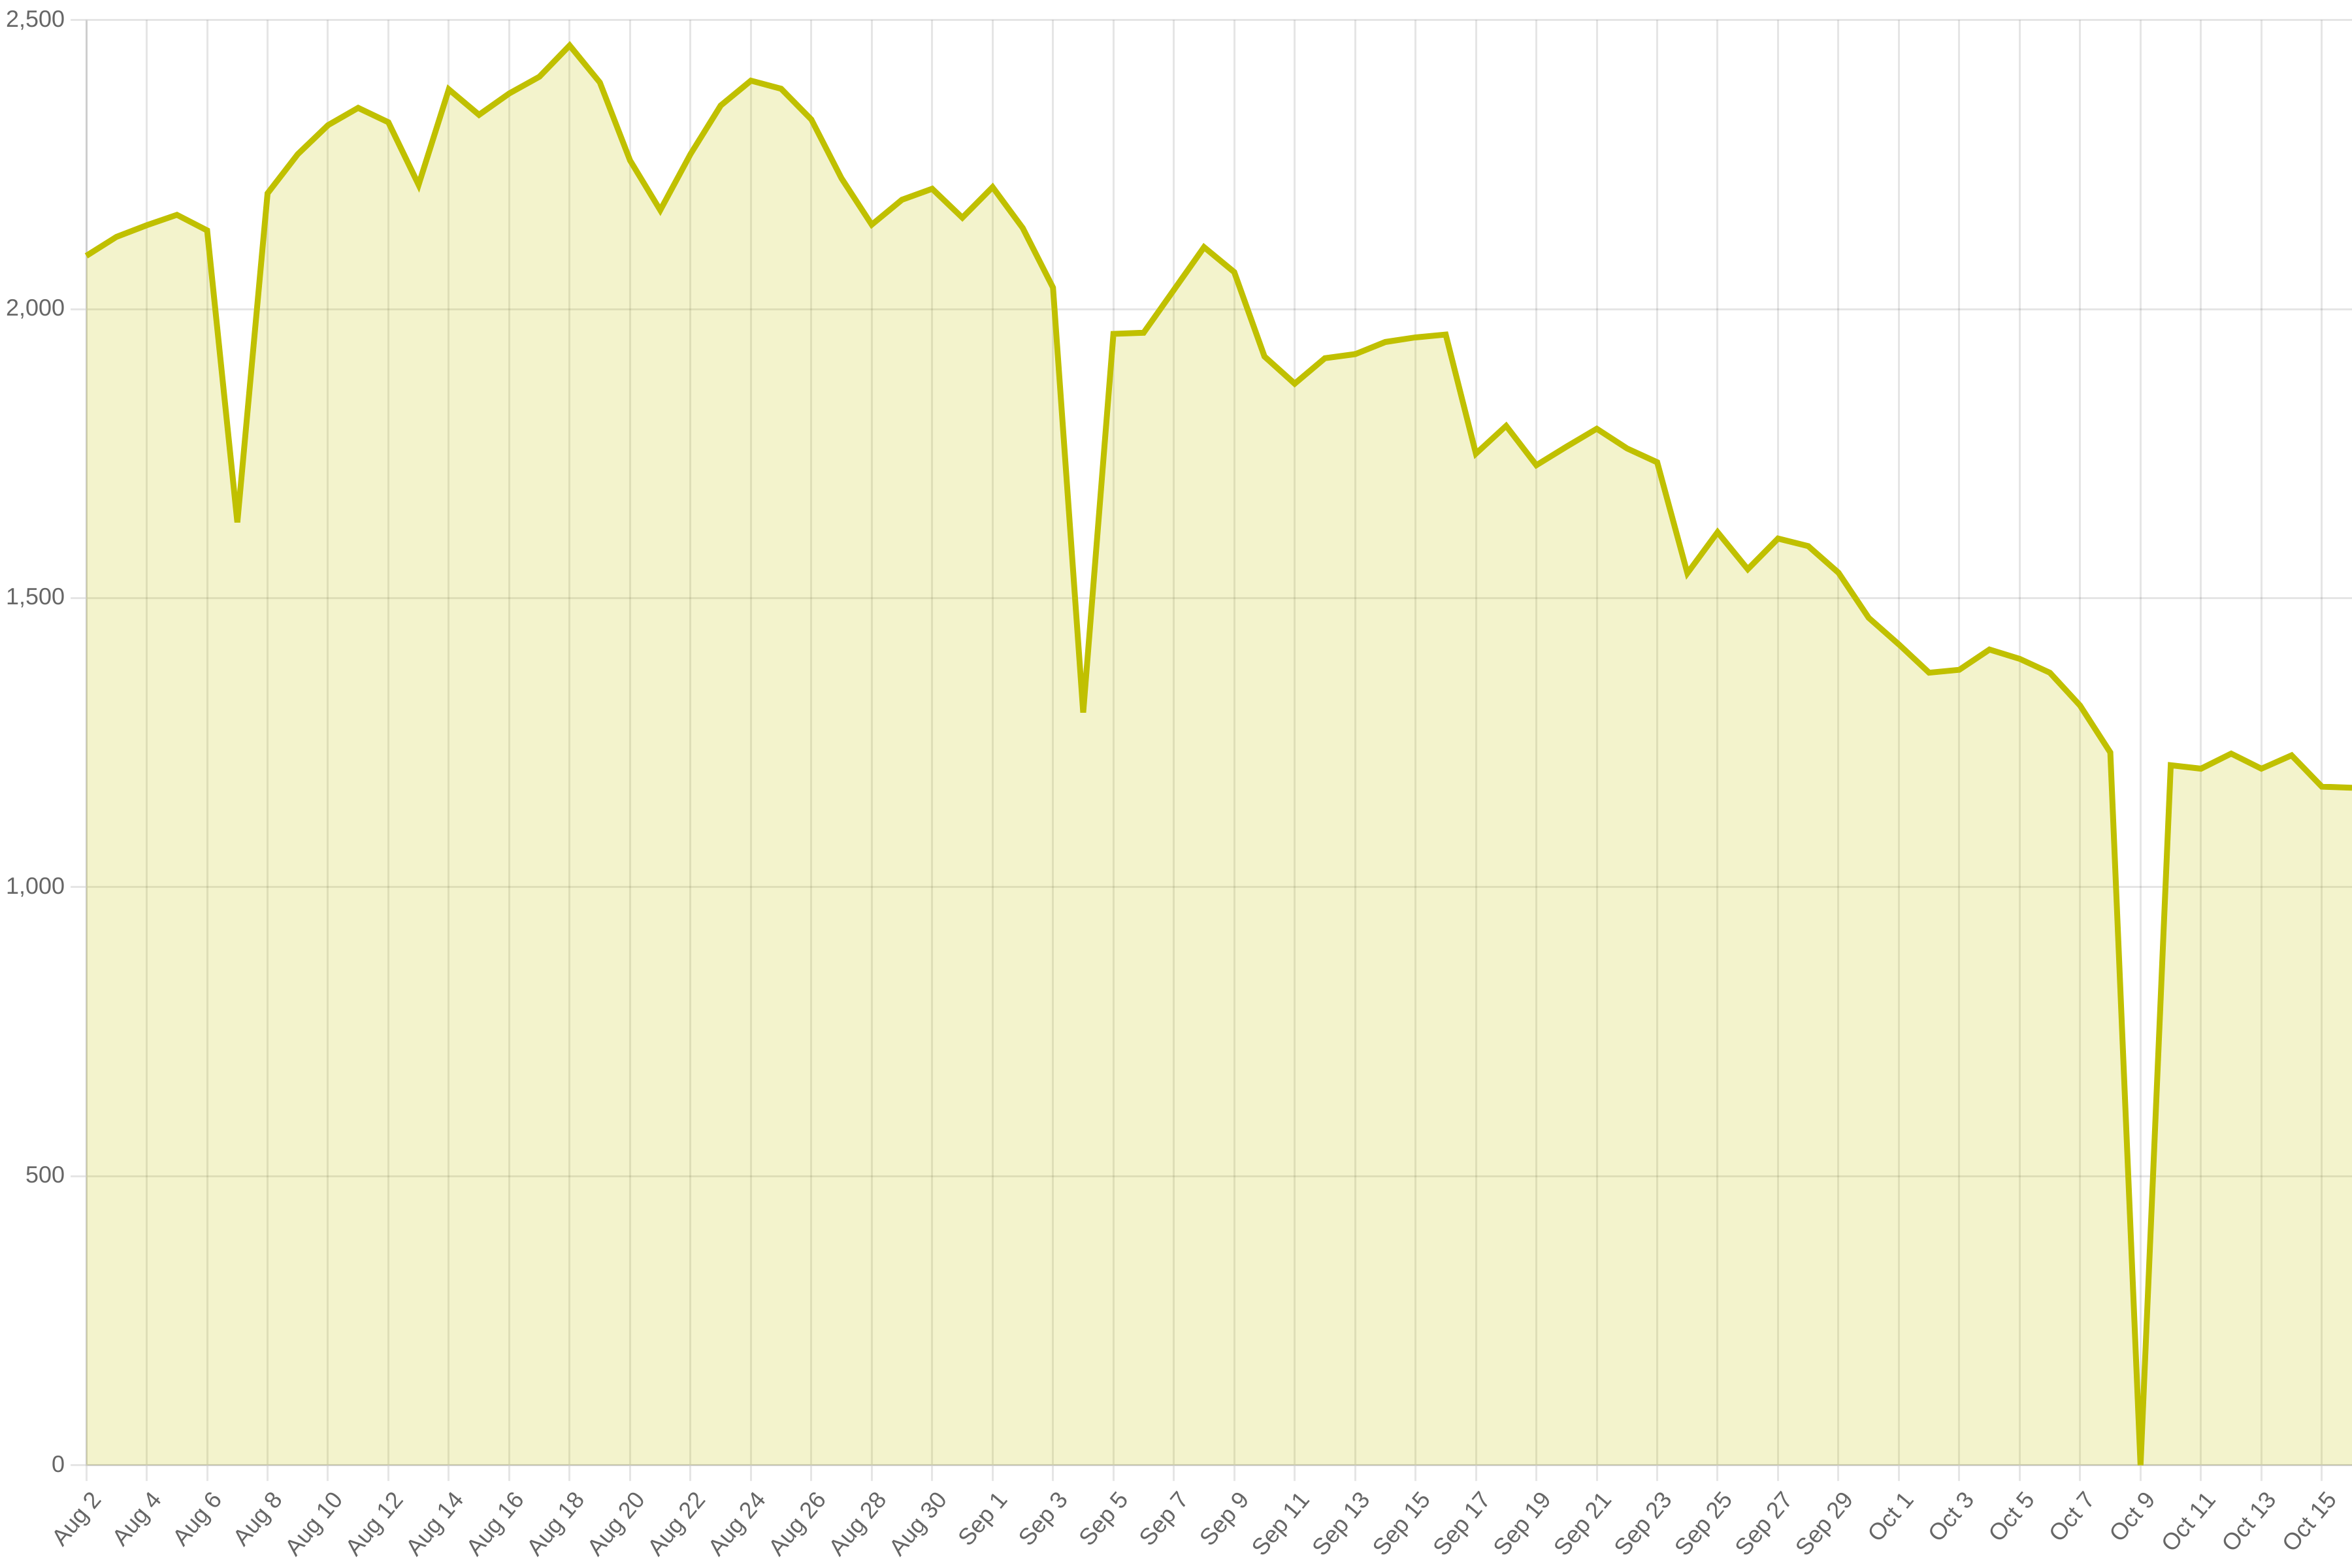 2,500
2,000
1,500
1,000
500
0
Aug 2
Aug 4
Aug 6
Aug 8
Aug 10
Aug 12
Aug 14
Aug 16
Aug 18
Aug 20
Aug 22
Aug 24
Aug 26
Aug 28
Aug 30
Sep 1
Sep 3
Sep 5
Sep 7
Sep 9
Sep 11
Sep 13
Sep 15
Sep 17
Sep 19
Sep 21
Sep 23
Sep 25
Sep 27
Sep 29
Oct 1
Oct 3
Oct 5
Oct 7
Oct 9
Oct 11
Oct 13
Oct 15